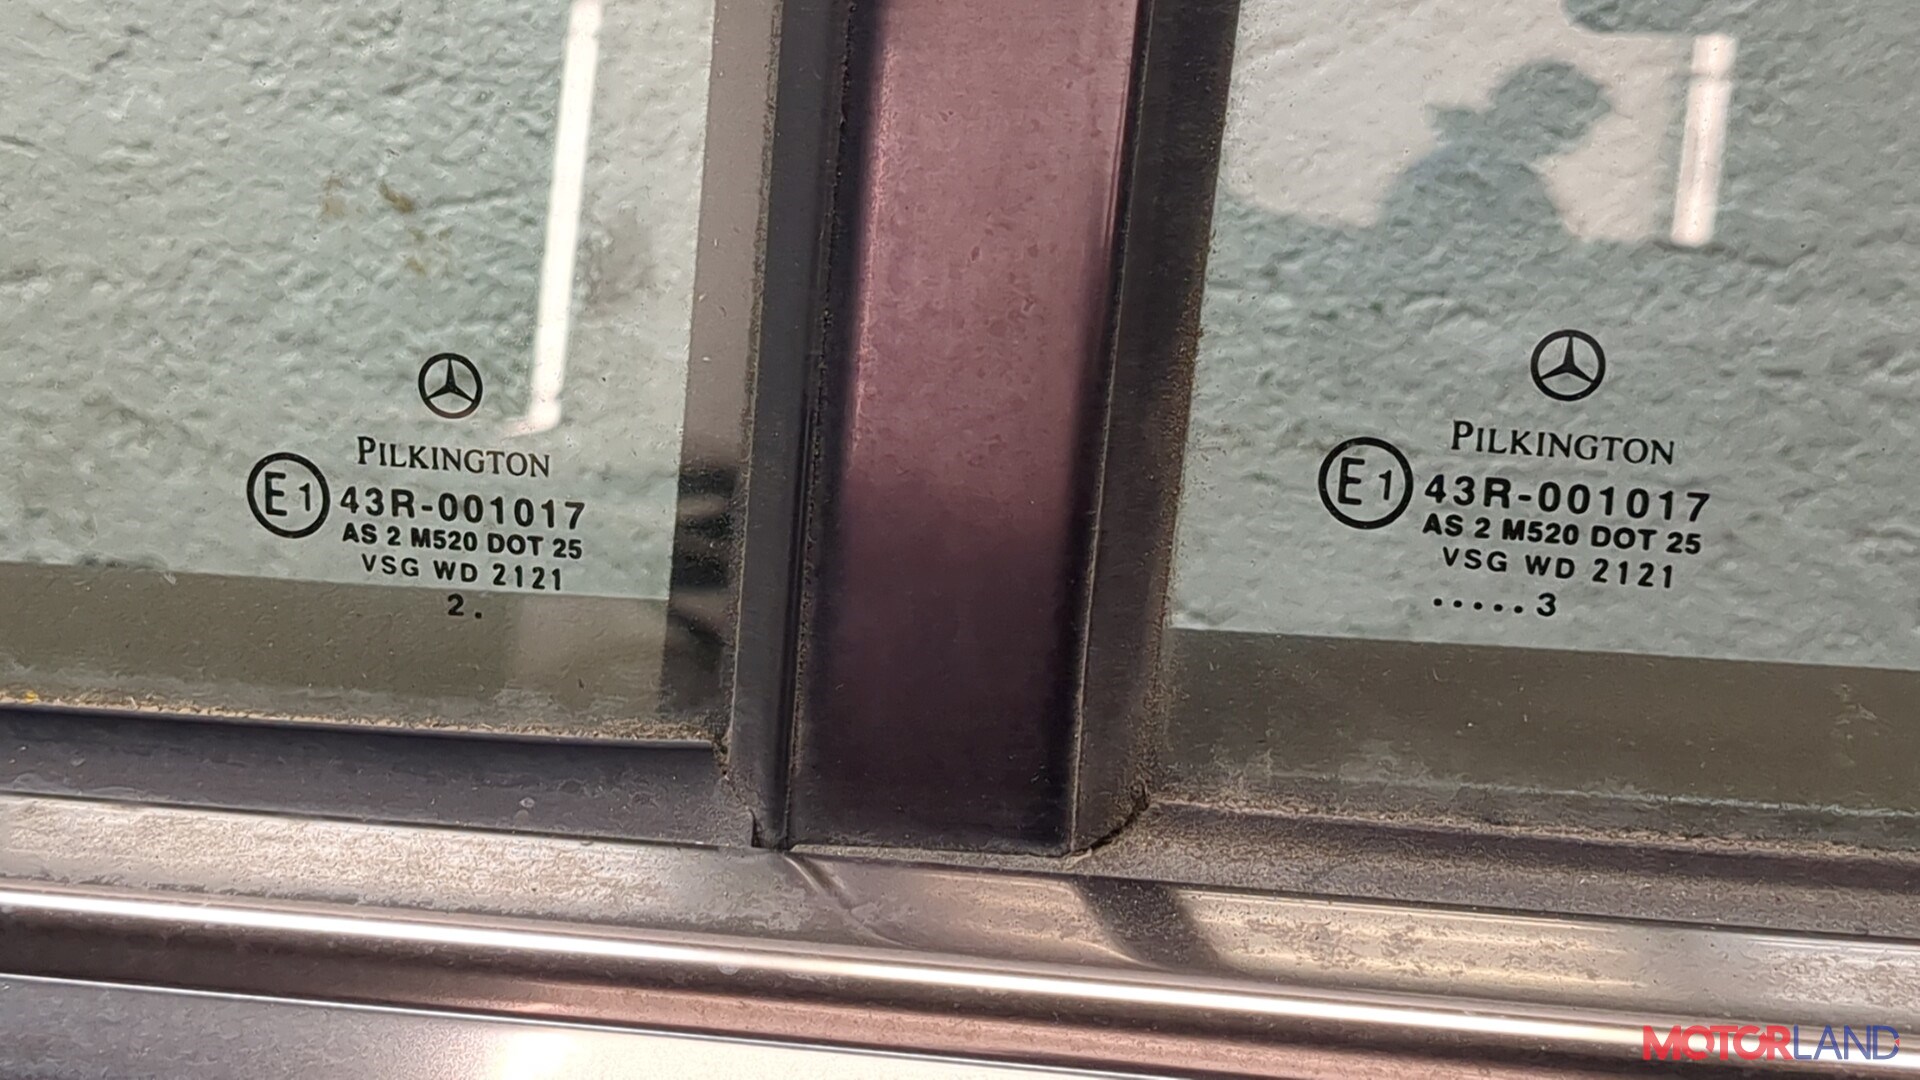 PILKINGTON
E1 43R-001017
AS 2 M520 DOT 25
VSG WD 2121
2 .
PILKINGTON
E1 43R-001017
AS 2 M520 DOT 25
VSG WD 2121
.....3
MOTORLAND